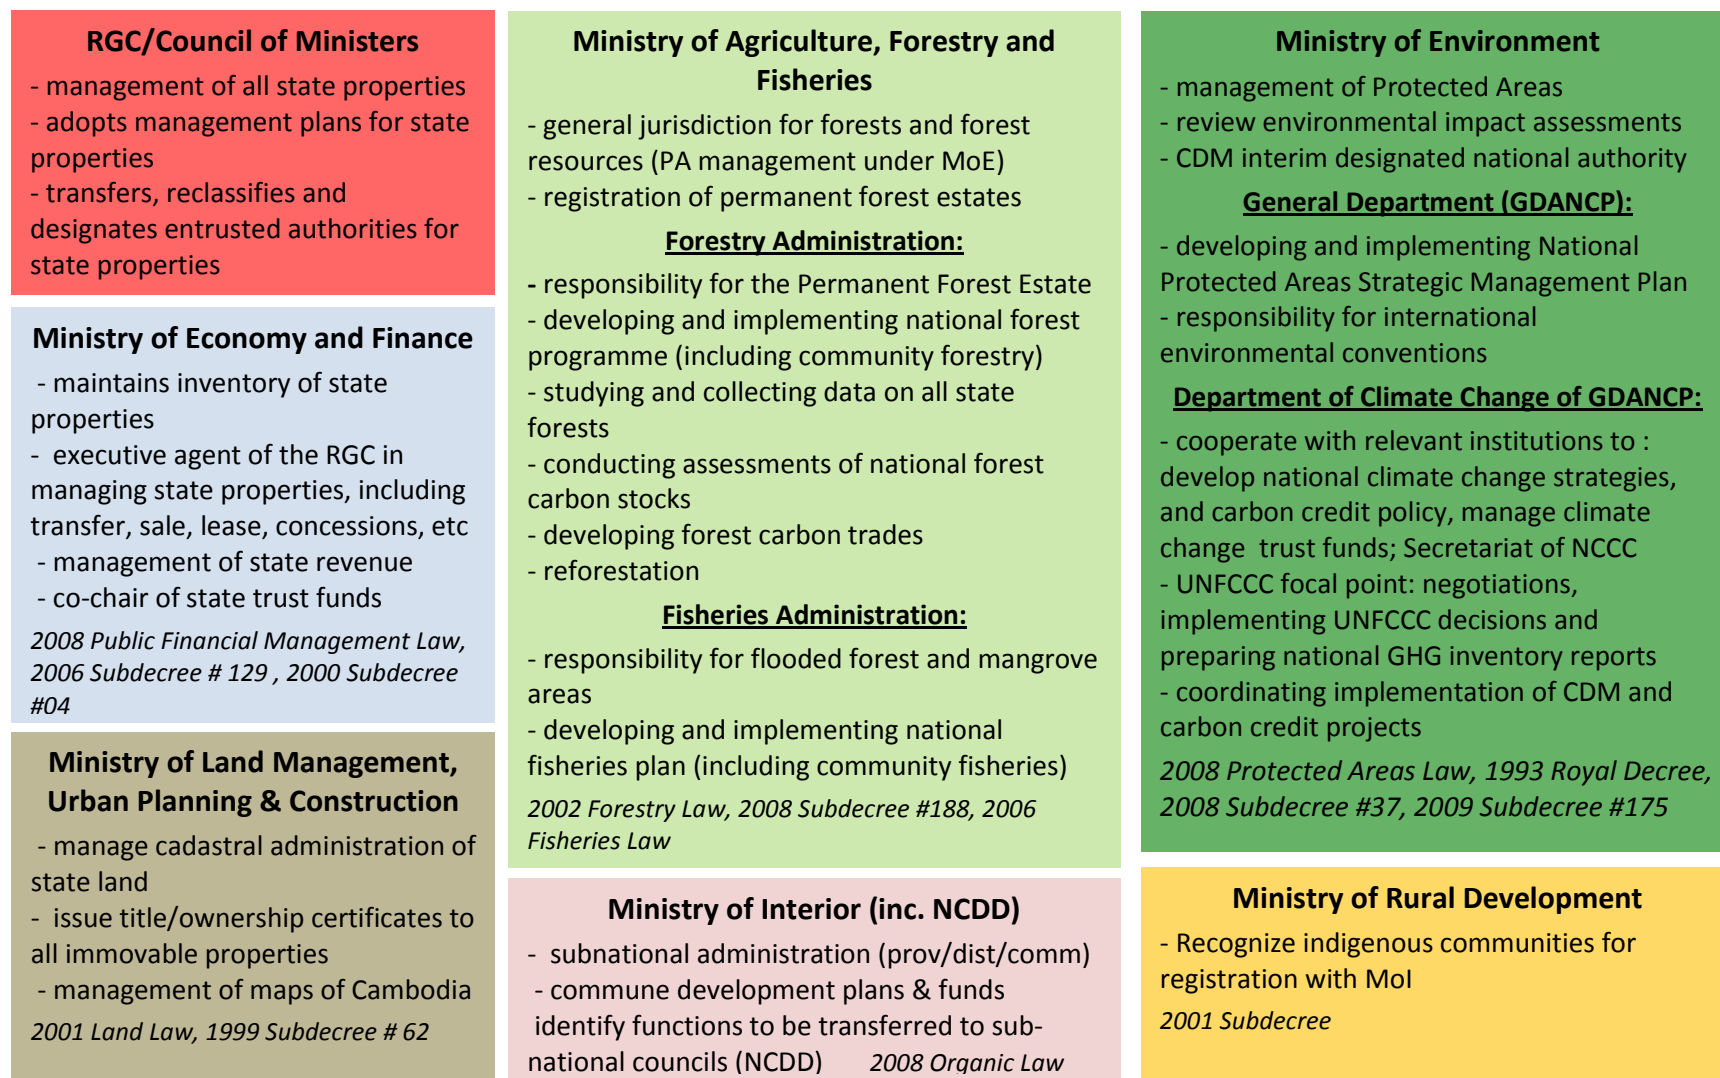 RGC/Council of Ministers
- management of all state properties
- adopts management plans for state
properties
- transfers, reclassifies and
designates entrusted authorities for
state properties
Ministry of Economy and Finance
- maintains inventory of state
properties
- executive agent of the RGC in
managing state properties, including
transfer, sale, lease, concessions, etc
- management of state revenue
- co-chair of state trust funds
2008 Public Financial Management Law,
2006 Subdecree # 129 , 2000 Subdecree
#04
Ministry of Land Management,
Urban Planning & Construction
- manage cadastral administration of
state land
- issue title/ownership certificates to
all immovable properties
- management of maps of Cambodia
2001 Land Law, 1999 Subdecree # 62
Ministry of Agriculture, Forestry and
Fisheries
- general jurisdiction for forests and forest
resources (PA management under MoE)
- registration of permanent forest estates
Forestry Administration:
- responsibility for the Permanent Forest Estate
- developing and implementing national forest
programme (including community forestry)
- studying and collecting data on all state
forests
- conducting assessments of national forest
carbon stocks
- developing forest carbon trades
- reforestation
Fisheries Administration:
- responsibility for flooded forest and mangrove
areas
- developing and implementing national
fisheries plan (including community fisheries)
2002 Forestry Law, 2008 Subdecree #188, 2006
Fisheries Law
Ministry of Interior (inc. NCDD)
- subnational administration (prov/dist/comm)
- commune development plans & funds
identify functions to be transferred to sub-
national councils (NCDD) 2008 Organic Law
Ministry of Environment
- management of Protected Areas
- review environmental impact assessments
- CDM interim designated national authority
General Department (GDANCP):
- developing and implementing National
Protected Areas Strategic Management Plan
- responsibility for international
environmental conventions
Department of Climate Change of GDANCP:
- cooperate with relevant institutions to :
develop national climate change strategies,
and carbon credit policy, manage climate
change trust funds; Secretariat of NCCC
- UNFCCC focal point: negotiations,
implementing UNFCCC decisions and
preparing national GHG inventory reports
- coordinating implementation of CDM and
carbon credit projects
2008 Protected Areas Law, 1993 Royal Decree,
2008 Subdecree #37, 2009 Subdecree #175
Ministry of Rural Development
- Recognize indigenous communities for
registration with MoI
2001 Subdecree